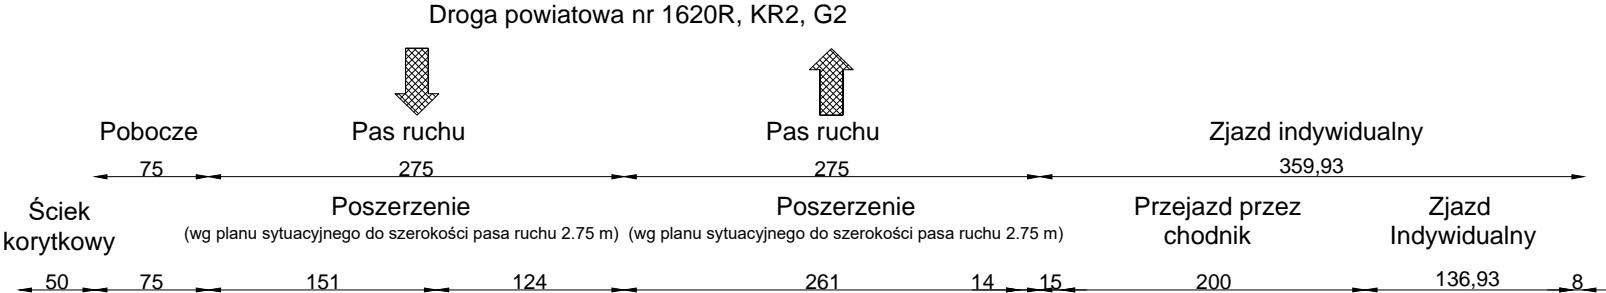 Droga powiatowa nr 1620R, KR2, G2
Pobocze Pas ruchu Pas ruchu Zjazd indywidualny
75 275 275 359,93
Ściek korytkowy
Poszerzenie
(wg planu sytuacyjnego do szerokości pasa ruchu 2.75 m)
Poszerzenie
(wg planu sytuacyjnego do szerokości pasa ruchu 2.75 m)
Przejazd przez
chodnik
Zjazd
Indywidualny
50 75 151 124 261 14 15 200 136,93 8